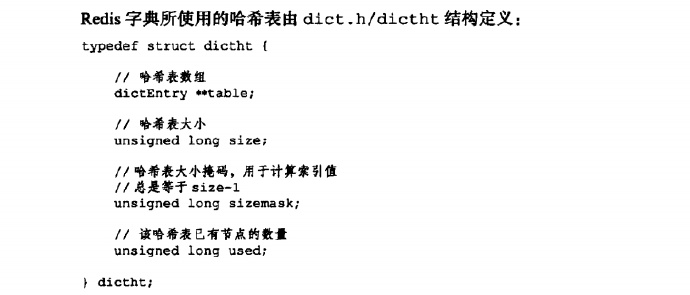 Redis 字典所使用的哈希表由 dict.h/dictht 结构定义：
typedef struct dictht {
// 哈希表数组
dictEntry **table;
// 哈希表大小
unsigned long size;
// 哈希表大小掩码，用于计算索引值
// 总是等于 size-1
unsigned long sizemask;
// 该哈希表已有节点的数量
unsigned long used;
} dictht;